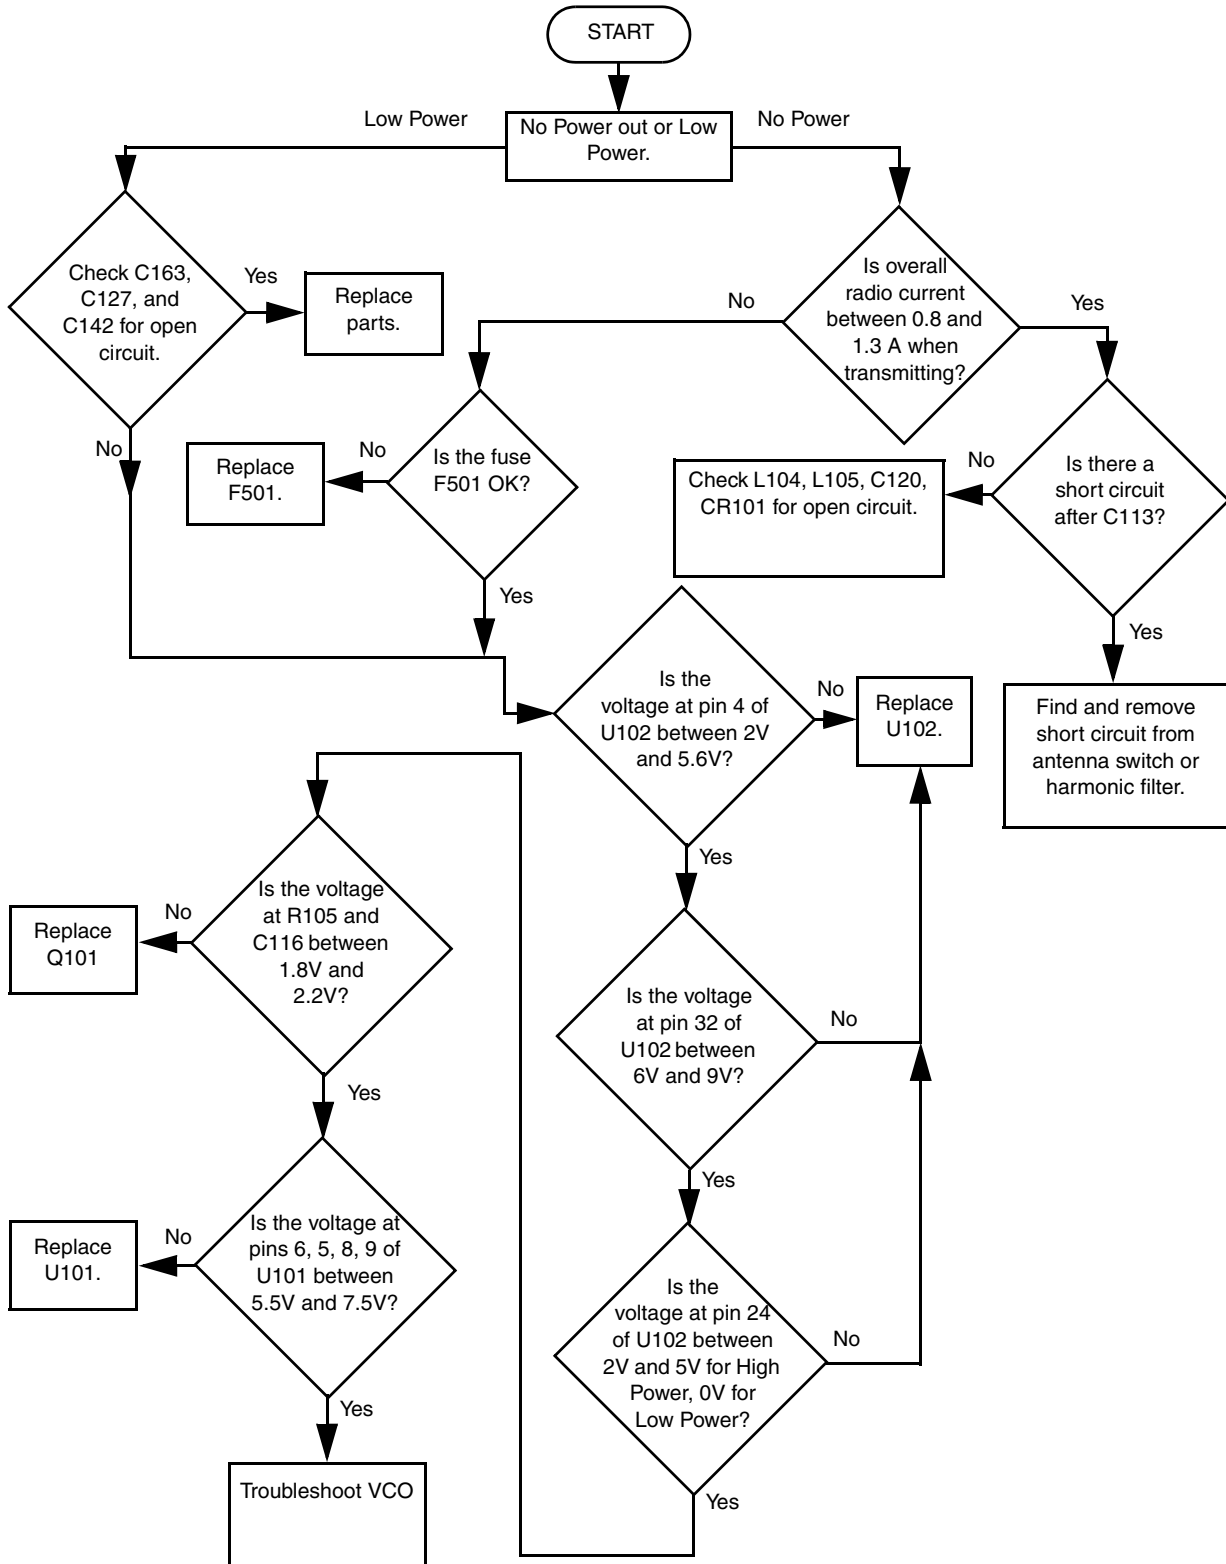 START
Low Power
No Power out or Low
Power.
No Power
Check C163,
C127, and
C142 for open
circuit.
Yes
Replace
parts.
No
Is overall
radio current
between 0.8 and
1.3 A when
transmitting?
No
Yes
Is the fuse
F501 OK?
No
Replace
F501.
Yes
Is there a
short circuit
after C113?
No
Check L104, L105, C120,
CR101 for open circuit.
Yes
Find and remove
short circuit from
antenna switch or
harmonic filter.
Is the
voltage at pin 4 of
U102 between 2V
and 5.6V?
No
Replace
U102.
Yes
Is the voltage
at pin 32 of
U102 between
6V and 9V?
No
Yes
Is the
voltage at pin 24
of U102 between
2V and 5V for High
Power, 0V for
Low Power?
No
Yes
Is the voltage
at R105 and
C116 between
1.8V and
2.2V?
No
Replace
Q101
Yes
Is the voltage at
pins 6, 5, 8, 9 of
U101 between
5.5V and 7.5V?
No
Replace
U101.
Yes
Troubleshoot VCO